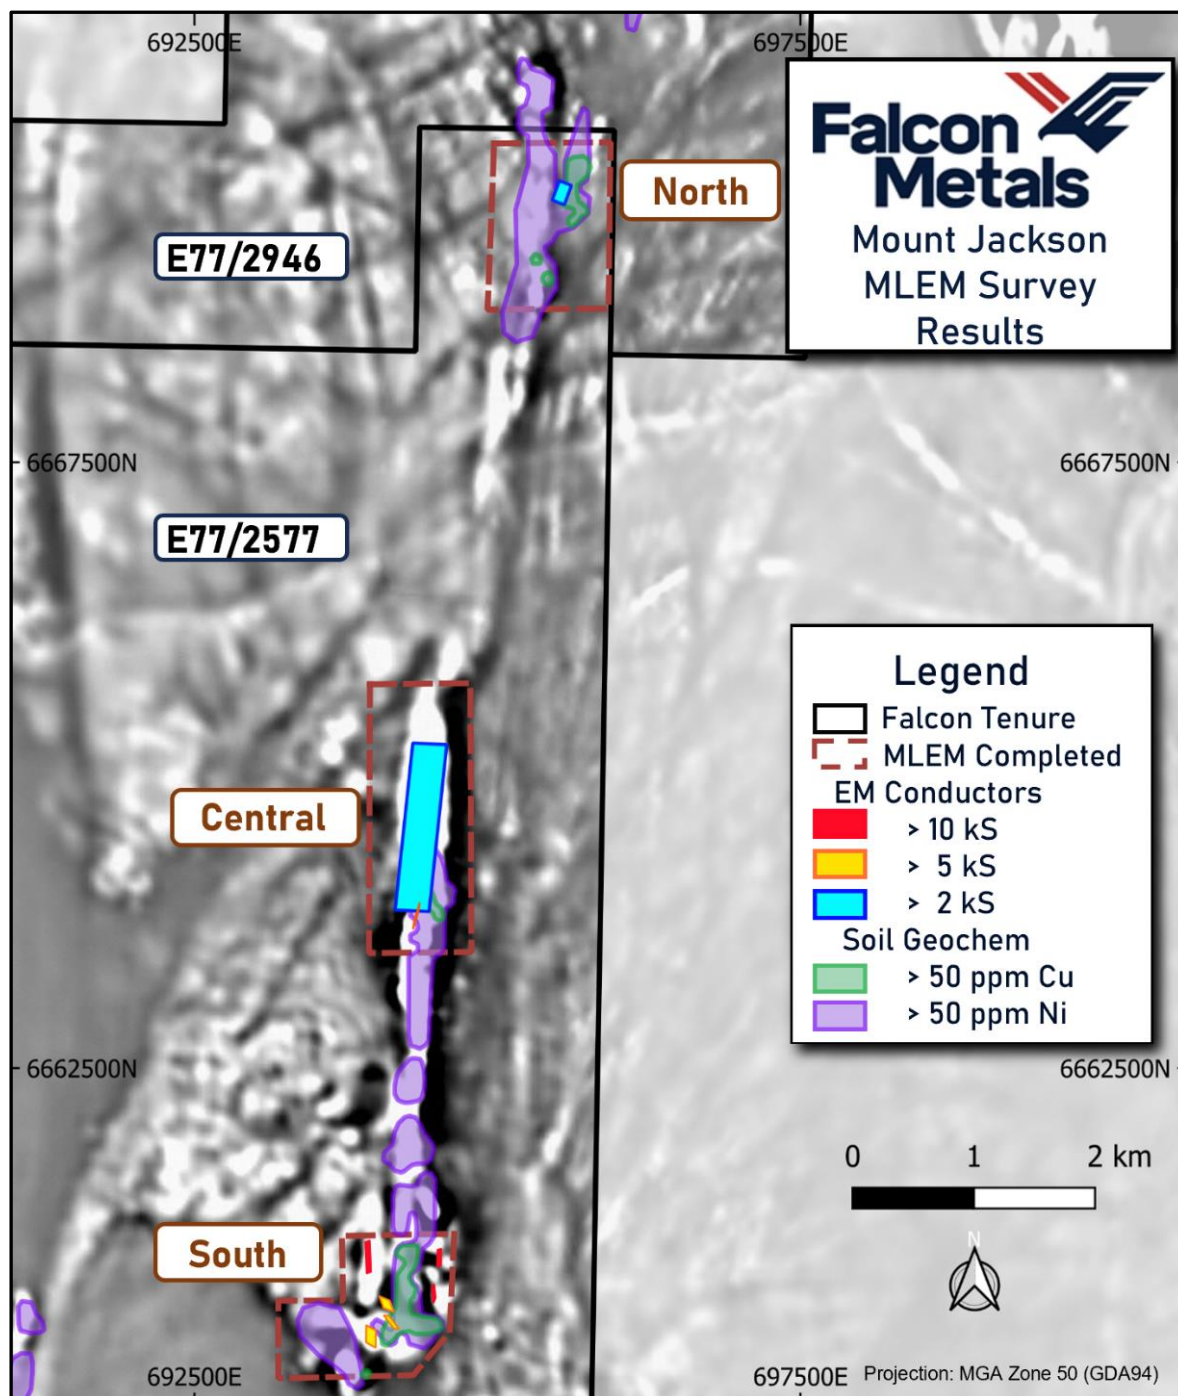 692500E
697500E
Falcon
Metals
Mount Jackson
MLEM Survey
Results
North
E77/2946
6667500N
6667500N
E77/2577
Legend
Falcon Tenure
MLEM Completed
EM Conductors
> 10 kS
> 5 kS
> 2 kS
Soil Geochem
> 50 ppm Cu
> 50 ppm Ni
Central
6662500N
6662500N
0 1 2 km
N
South
692500E
697500E
Projection: MGA Zone 50 (GDA94)